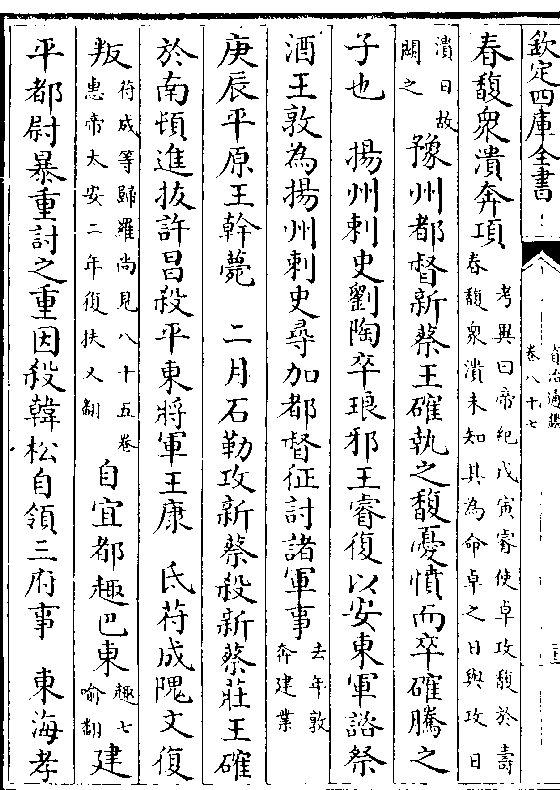 欽定四庫全書
資治通鑑
卷八十七
春馥衆潰奔項
考異曰帝紀戊寅睿使卓攻馥於壽
春馥衆潰未知其為命卓之日與攻日
潰日故
闕之
豫州都督新蔡王確執之馥憂憤而卒確騰之
子也　揚州刺史劉陶卒琅邪王睿復以安東軍諮祭
酒王敦為揚州刺史尋加都督征討諸軍事
去年敦
奔建業
庚辰平原王幹薨　二月石勒攻新蔡殺新蔡莊王確
於南頓進拔許昌殺平東將軍王康　氐苻成隗文復
叛
苻成等歸羅尚見八十五卷
惠帝太安二年復扶又翻
自宜都趣巴東
趣七
喻翻
建
平都尉暴重討之重因殺韓松自領三府事　東海孝